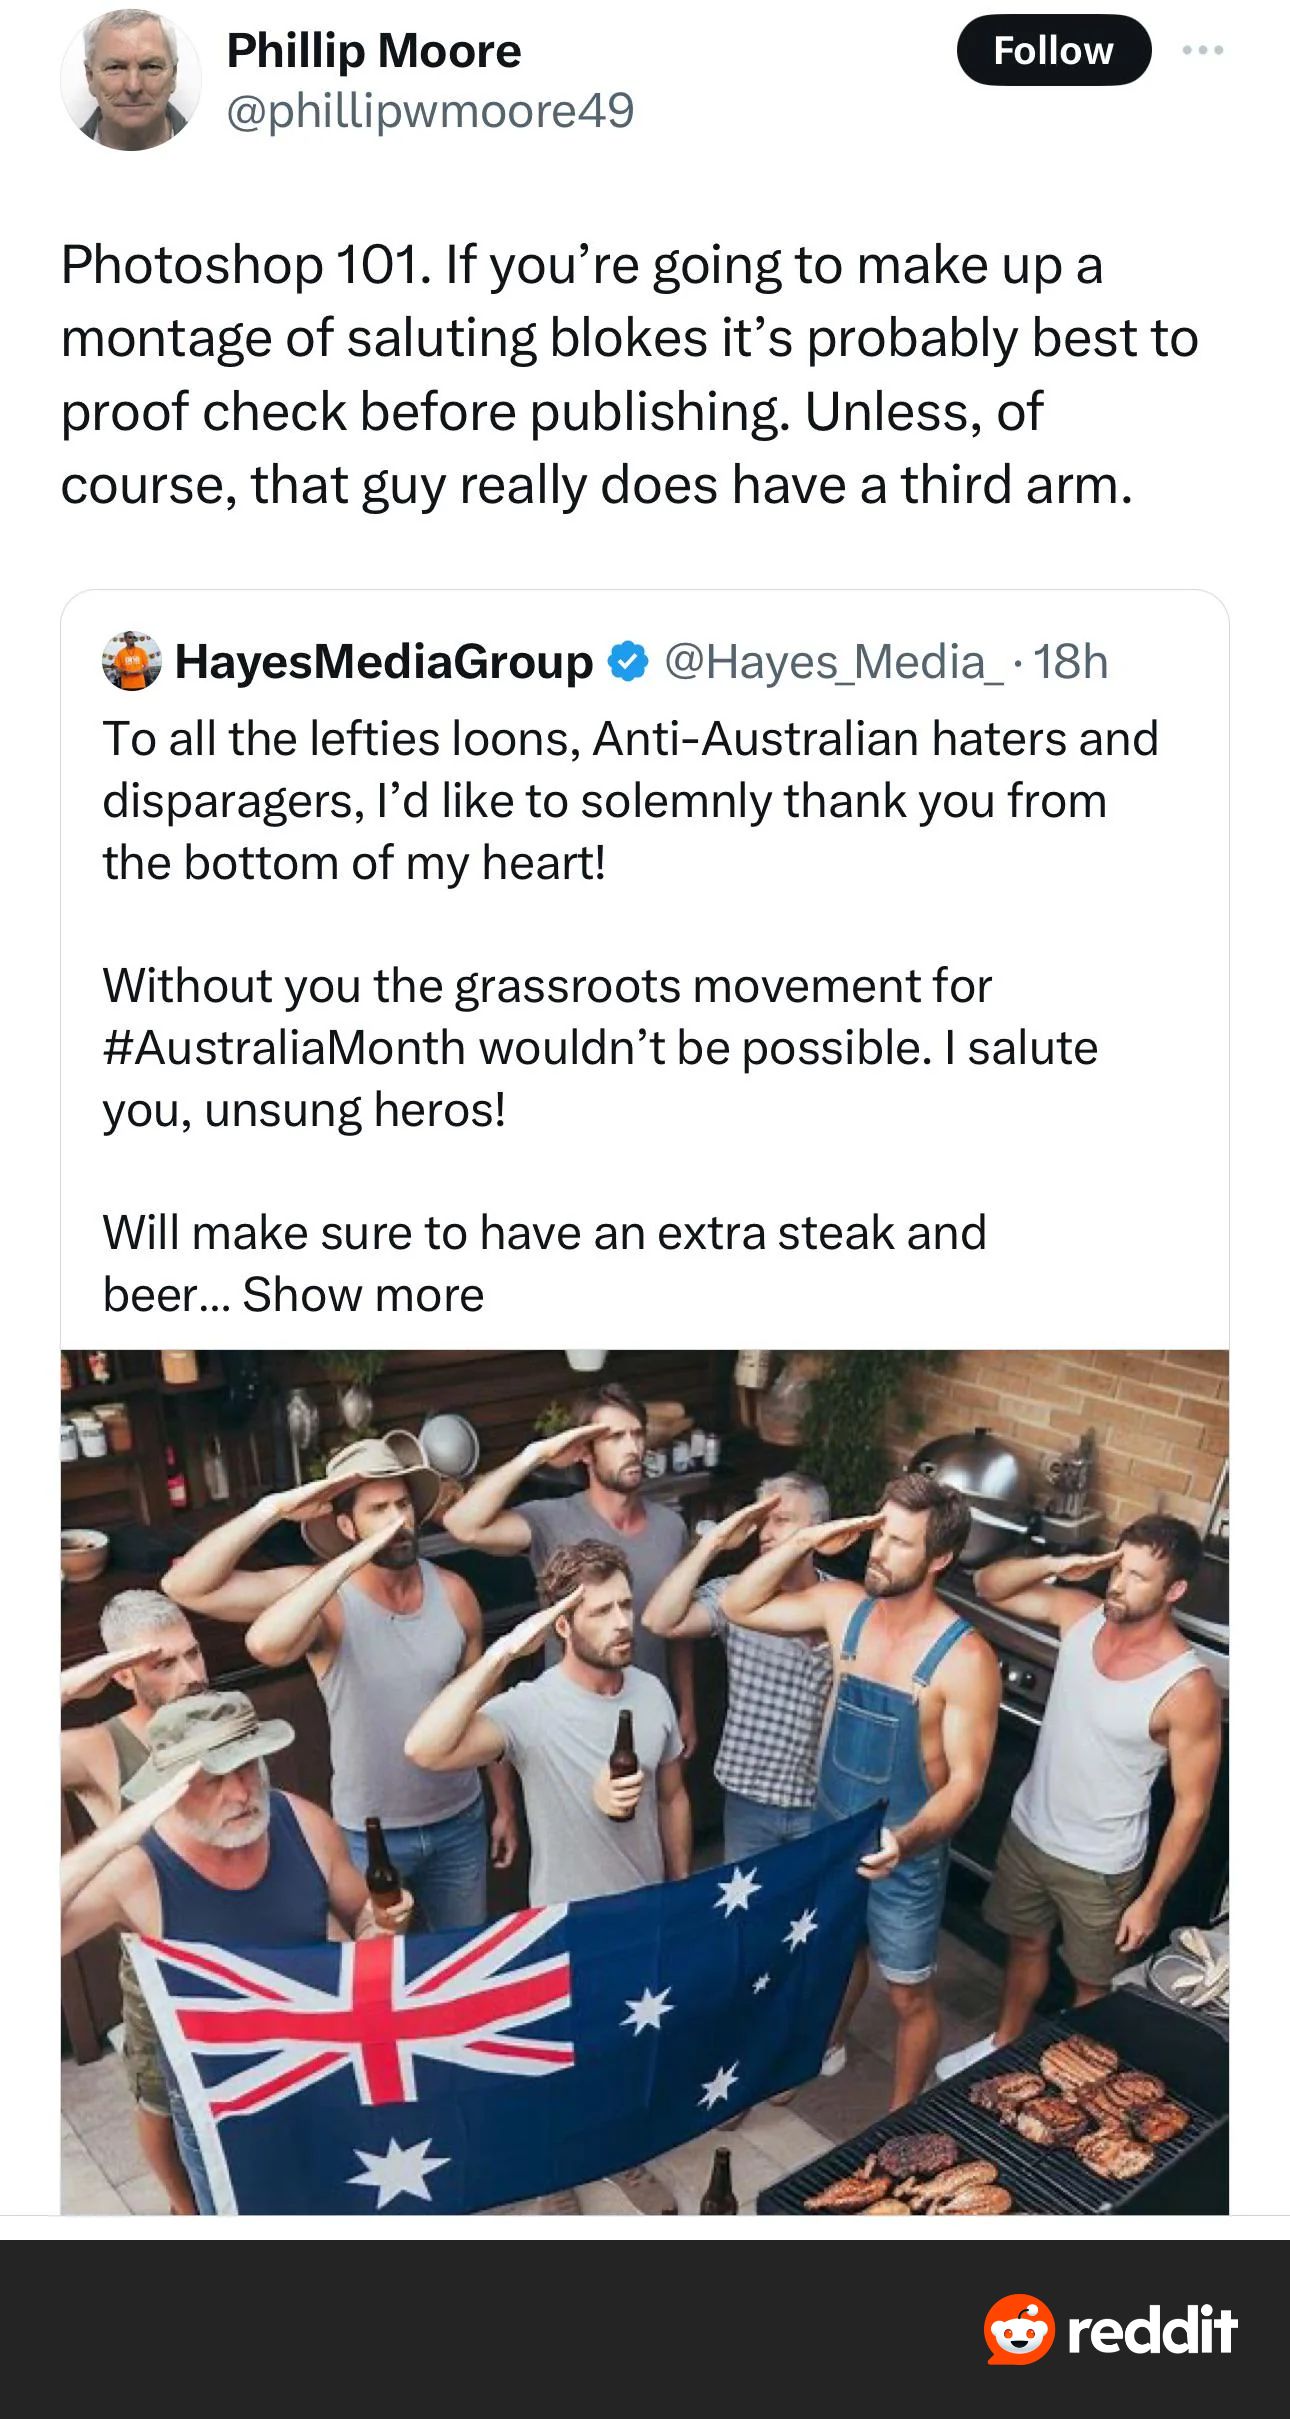 Phillip Moore
@phillipwmoore49
Follow
Photoshop 101. If you’re going to make up a
montage of saluting blokes it’s probably best to
proof check before publishing. Unless, of
course, that guy really does have a third arm.
HayesMediaGroup @Hayes_Media_ · 18h
To all the lefties loons, Anti-Australian haters and
disparagers, I’d like to solemnly thank you from
the bottom of my heart!
Without you the grassroots movement for
#AustraliaMonth wouldn’t be possible. I salute
you, unsung heros!
Will make sure to have an extra steak and
beer... Show more
reddit